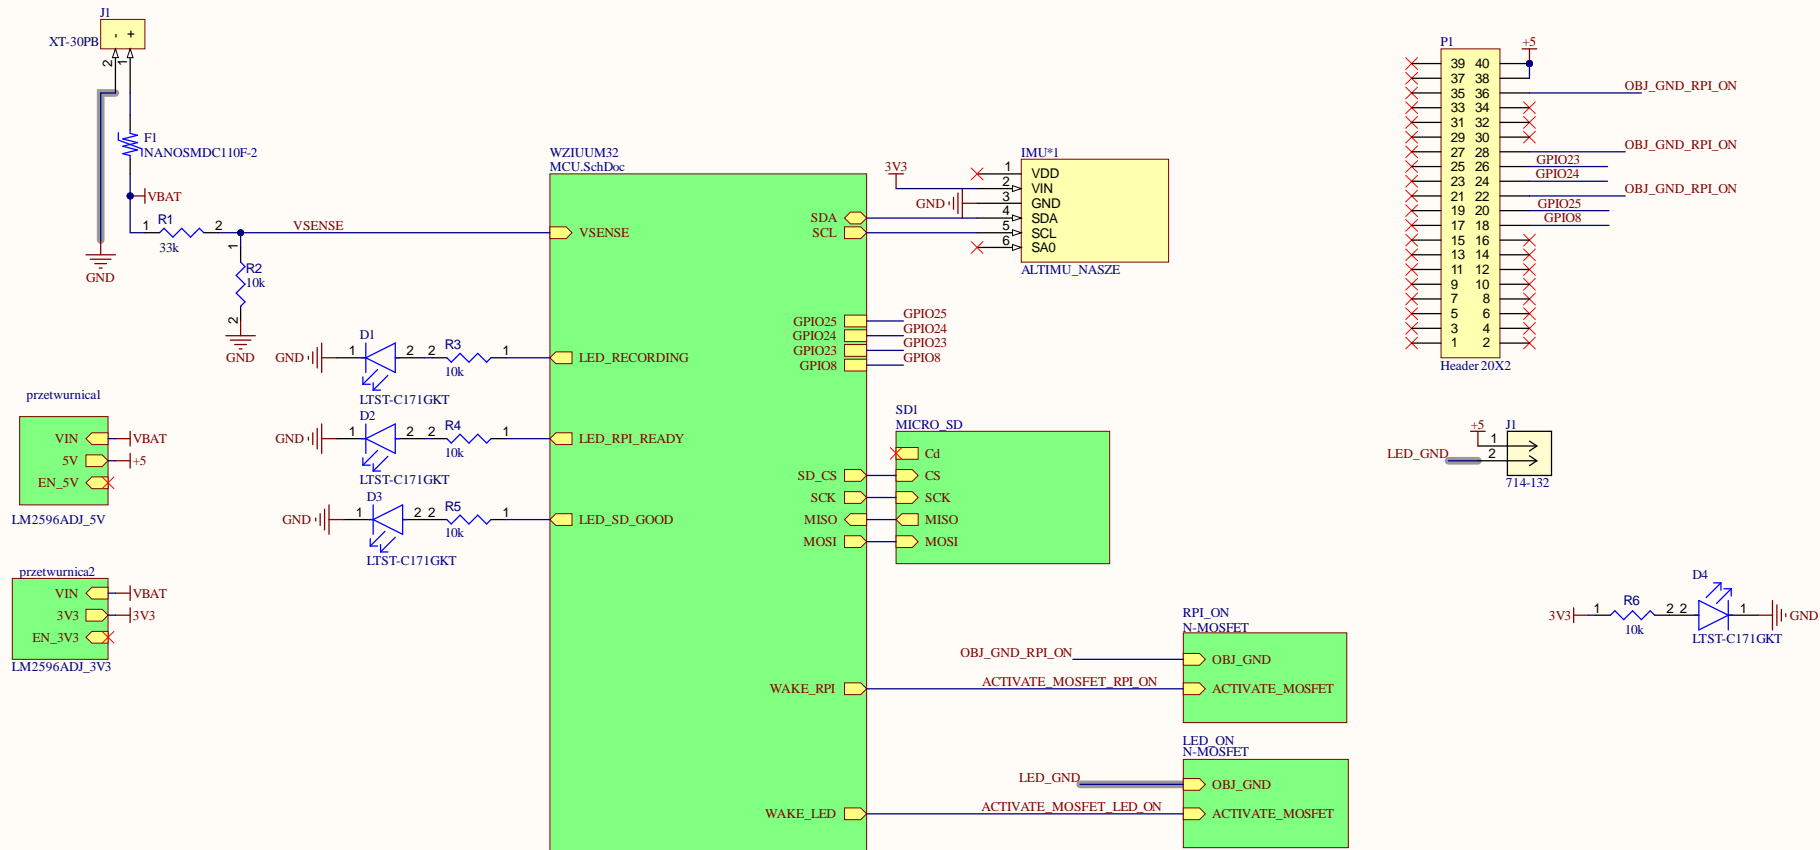 J1
- +
XT-30PB
2
1
F1
NANOSMDC110F-2
VBAT
1 R1 2
33k
VSENSE
GND
1
R2
10k
2
GND
WZIUUM32
MCU.SchDoc
VSENSE
LED_RECORDING
LED_RPI_READY
LED_SD_GOOD
SDA
SCL
GPIO25
GPIO24
GPIO23
GPIO8
SD_CS
SCK
MISO
MOSI
WAKE_RPI
WAKE_LED
GPIO25
GPIO24
GPIO23
GPIO8
D1
GND 1 2 2 R3 1
10k
LTST-C171GKT
D2
GND 1 2 2 R4 1
10k
LTST-C171GKT
D3
GND 1 2 2 R5 1
10k
LTST-C171GKT
przetwurnica1
VIN VBAT
5V +5
EN_5V
LM2596ADJ_5V
przetwurnica2
VIN VBAT
3V3 3V3
EN_3V3
LM2596ADJ_3V3
IMU*1
3V3
GND
1 VDD
2 VIN
3 GND
4 SDA
5 SCL
6 SA0
ALTIMU_NASZE
SD1
MICRO_SD
Cd
CS
SCK
MISO
MOSI
RPI_ON
N-MOSFET
OBJ_GND_RPI_ON OBJ_GND
ACTIVATE_MOSFET_RPI_ON ACTIVATE_MOSFET
LED_ON
N-MOSFET
LED_GND OBJ_GND
ACTIVATE_MOSFET_LED_ON ACTIVATE_MOSFET
P1
+5
39 40
37 38
35 36 OBJ_GND_RPI_ON
33 34
31 32
29 30
27 28 OBJ_GND_RPI_ON
25 26 GPIO23
23 24 GPIO24
21 22 OBJ_GND_RPI_ON
19 20 GPIO25
17 18 GPIO8
15 16
13 14
11 12
9 10
7 8
5 6
3 4
1 2
Header 20X2
+5 J1
1
LED_GND 2
714-132
D4
3V3 1 R6 2 2 1 GND
10k
LTST-C171GKT